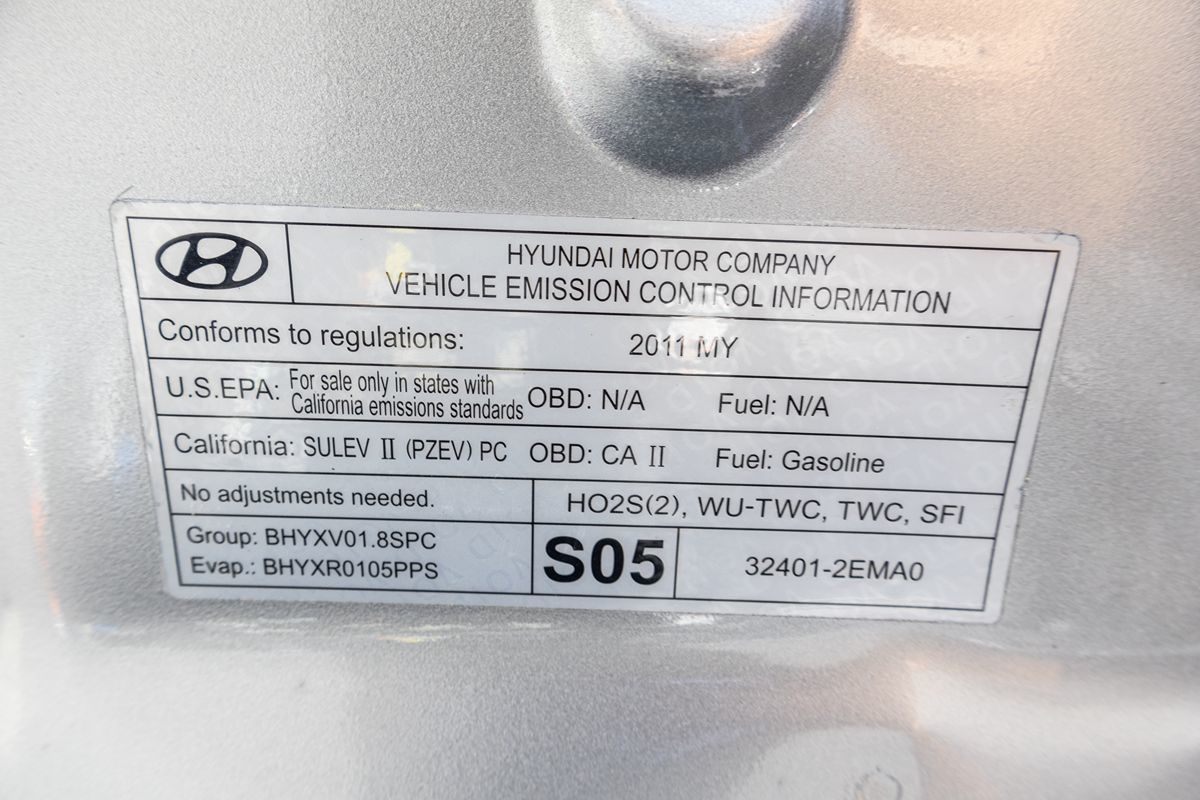 HYUNDAI MOTOR COMPANY
VEHICLE EMISSION CONTROL INFORMATION
Conforms to regulations: 2011 MY
U.S.EPA: For sale only in states with California emissions standards OBD: N/A Fuel: N/A
California: SULEV II (PZEV) PC OBD: CA II Fuel: Gasoline
No adjustments needed. HO2S(2), WU-TWC, TWC, SFI
Group: BHYXV01.8SPC
Evap.: BHYXR0105PPS
S05 32401-2EMA0